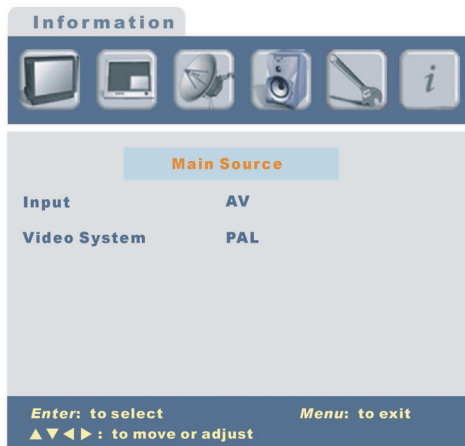 Information
i
Main Source
Input AV
Video System PAL
Enter: to select Menu: to exit
▲▼◀▶: to move or adjust